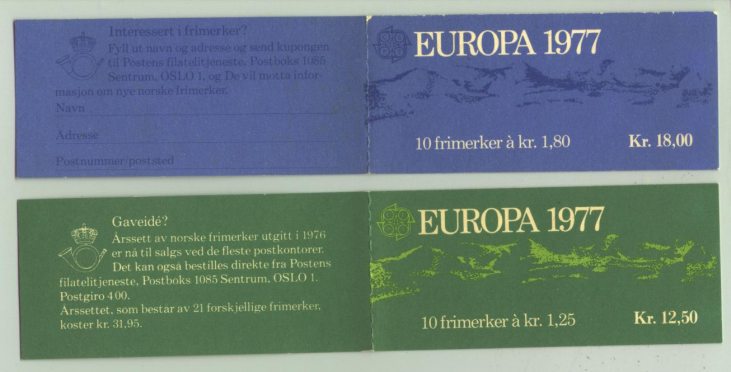 Interessert i frimerker?
Fyll ut navn og adresse og send kupongen
til Postens filatelitjeneste, Postboks 1085
Sentrum, OSLO 1, og De vil motta infor-
masjon om nye norske frimerker.
Navn
Adresse
Postnummer/poststed
EUROPA 1977
10 frimerker à kr. 1,80
Kr. 18,00
Gaveidé?
Årssett av norske frimerker utgitt i 1976
er nå til salgs ved de fleste postkontorer.
Det kan også bestilles direkte fra Postens
filatelitjeneste, Postboks 1085 Sentrum, OSLO 1.
Postgiro 4 00.
Årssettet, som består av 21 forskjellige frimerker,
koster kr. 31,95.
EUROPA 1977
10 frimerker à kr. 1,25
Kr. 12,50